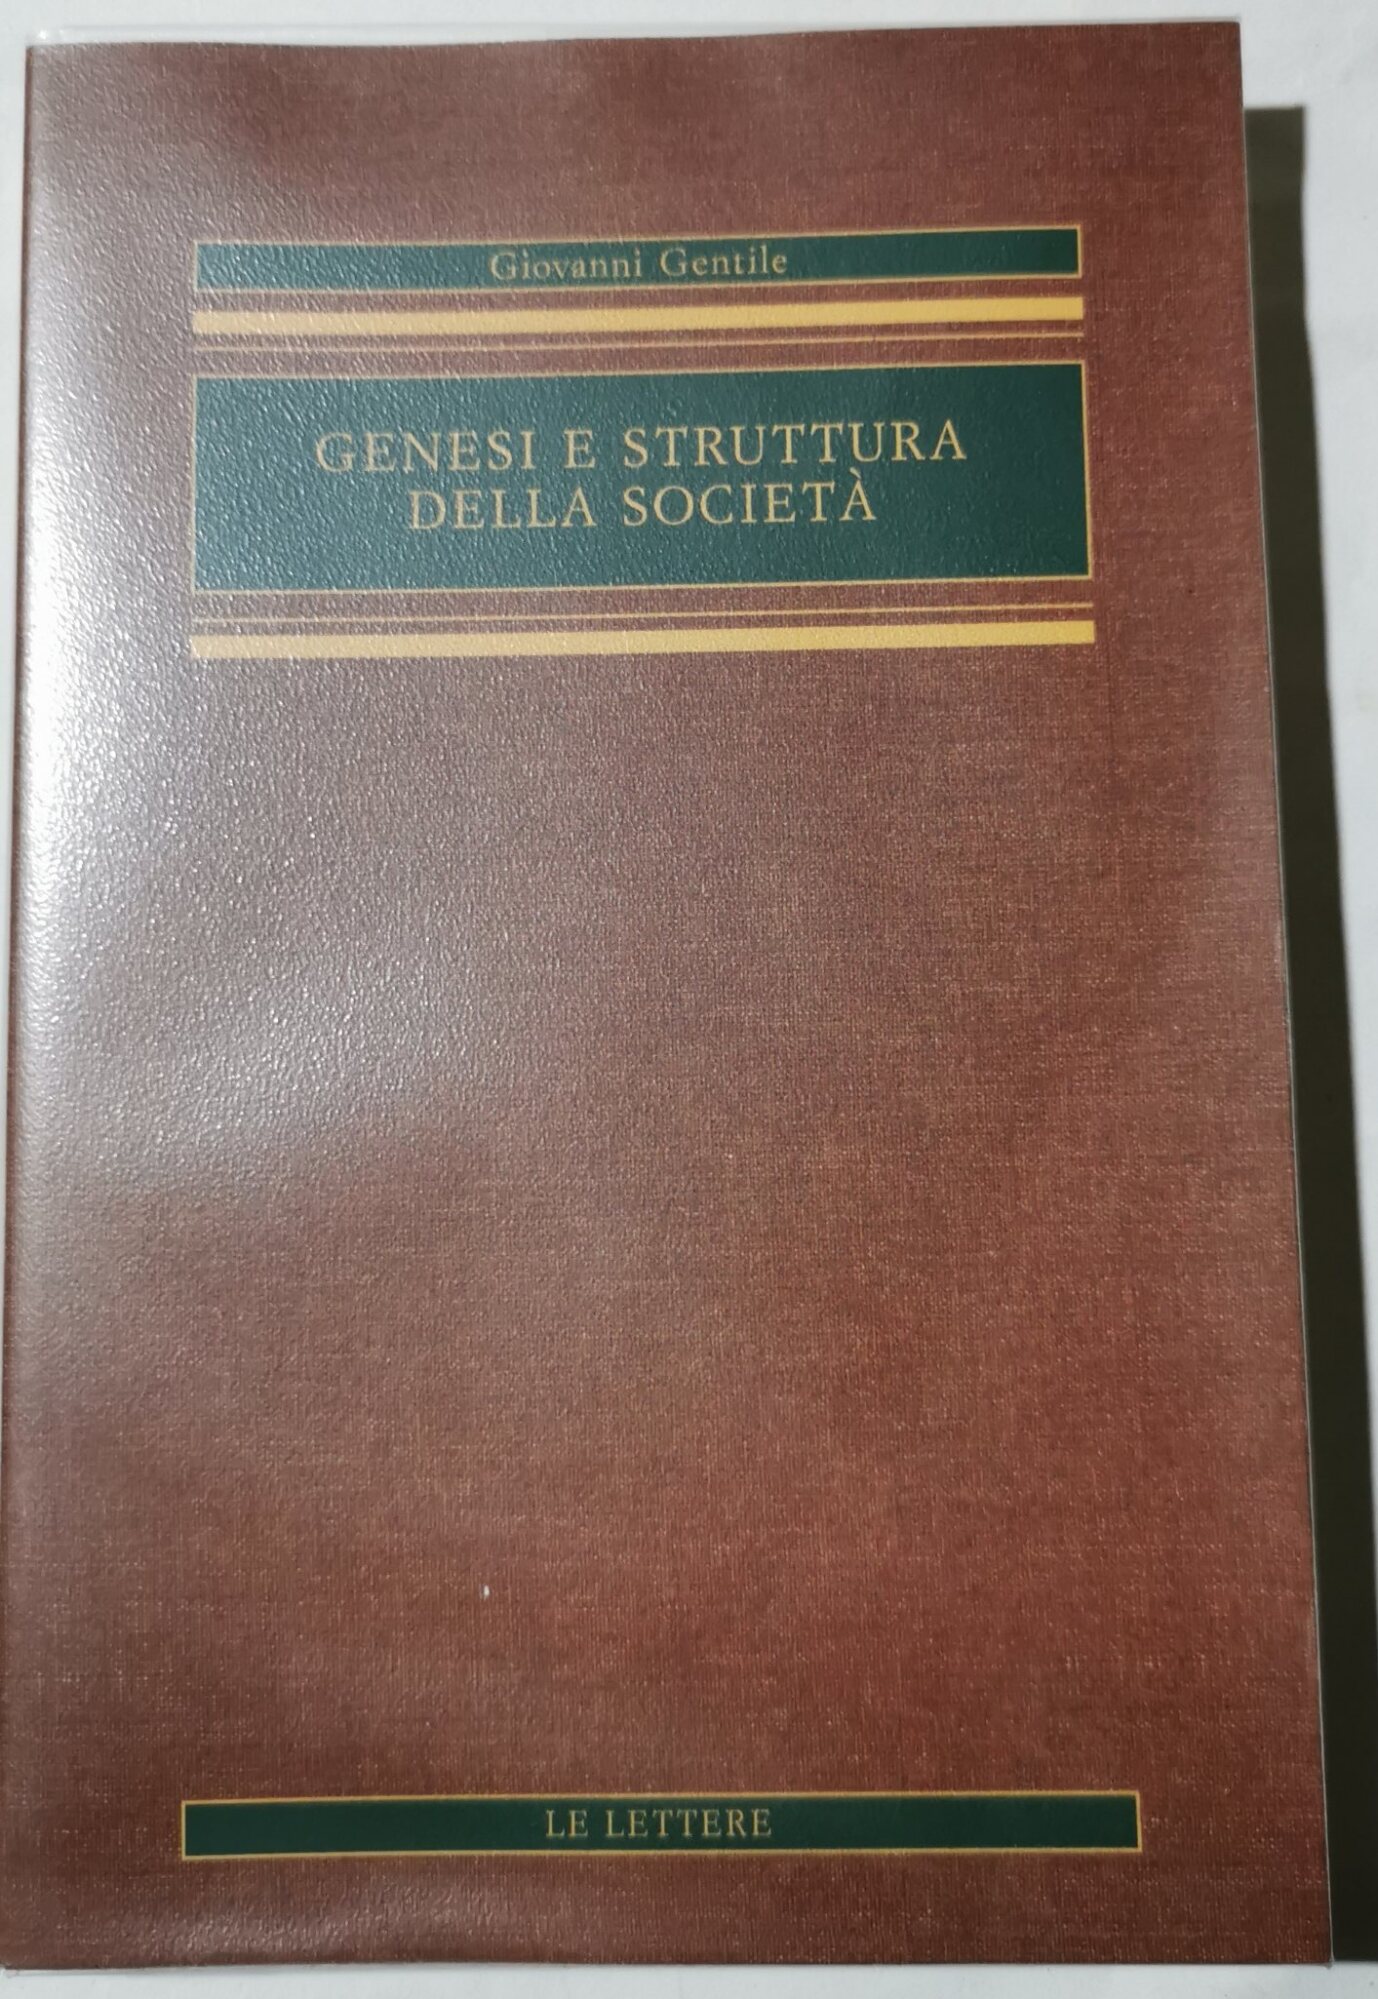 Giovanni Gentile
GENESI E STRUTTURA
DELLA SOCIETÀ
LE LETTERE